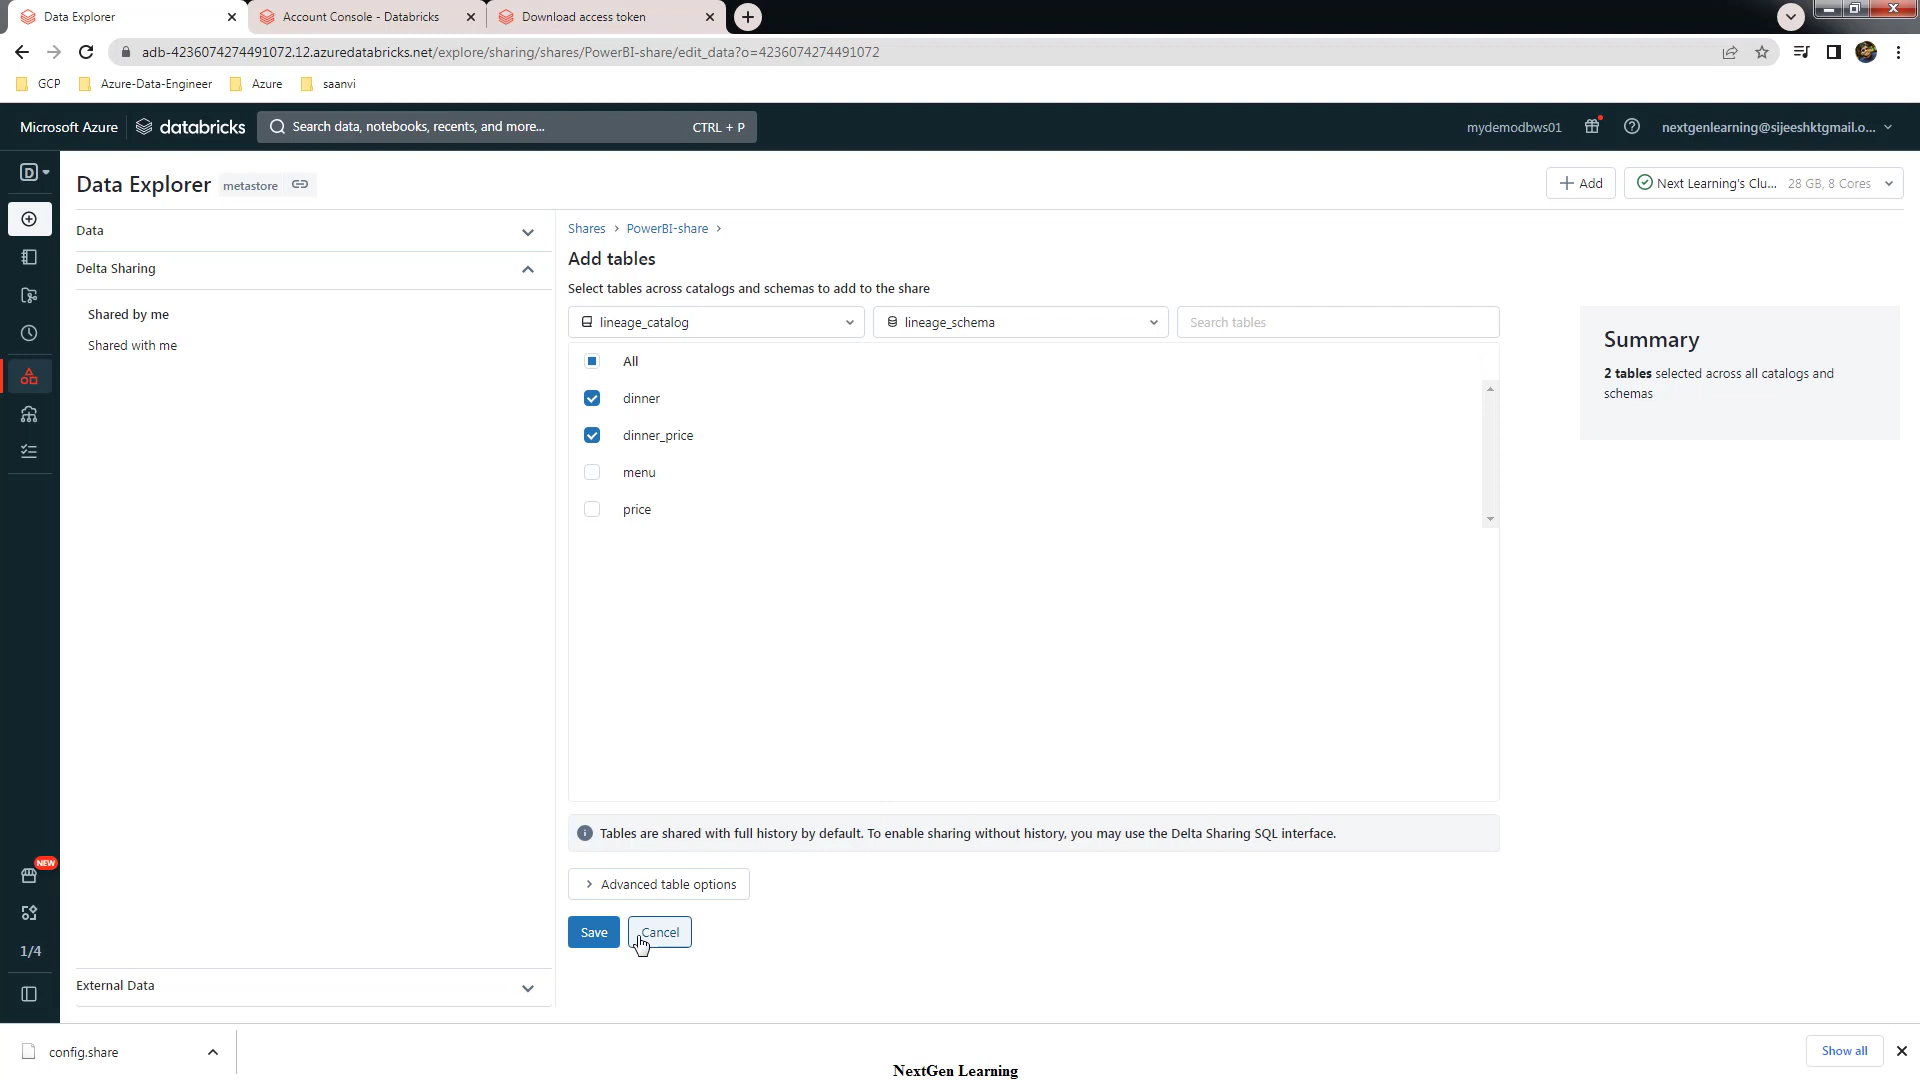 Data Explorer
Account Console - Databricks
Download access token
adb-4236074274491072.12.azuredatabricks.net/explore/sharing/shares/PowerBI-share/edit_data?o=4236074274491072
GCP
Azure-Data-Engineer
Azure
saanvi
Microsoft Azure
databricks
Search data, notebooks, recents, and more...
CTRL + P
mydemodbws01
nextgenlearning@sijeeshktgmail.o...
D
Data Explorer
metastore
Add
Next Learning's Clu...
28 GB, 8 Cores
Data
Delta Sharing
Shared by me
Shared with me
Shares > PowerBI-share >
Add tables
Select tables across catalogs and schemas to add to the share
lineage_catalog
lineage_schema
Search tables
All
dinner
dinner_price
menu
price
Summary
2 tables selected across all catalogs and
schemas
Tables are shared with full history by default. To enable sharing without history, you may use the Delta Sharing SQL interface.
Advanced table options
Save
Cancel
NEW
1/4
External Data
config.share
Show all
NextGen Learning